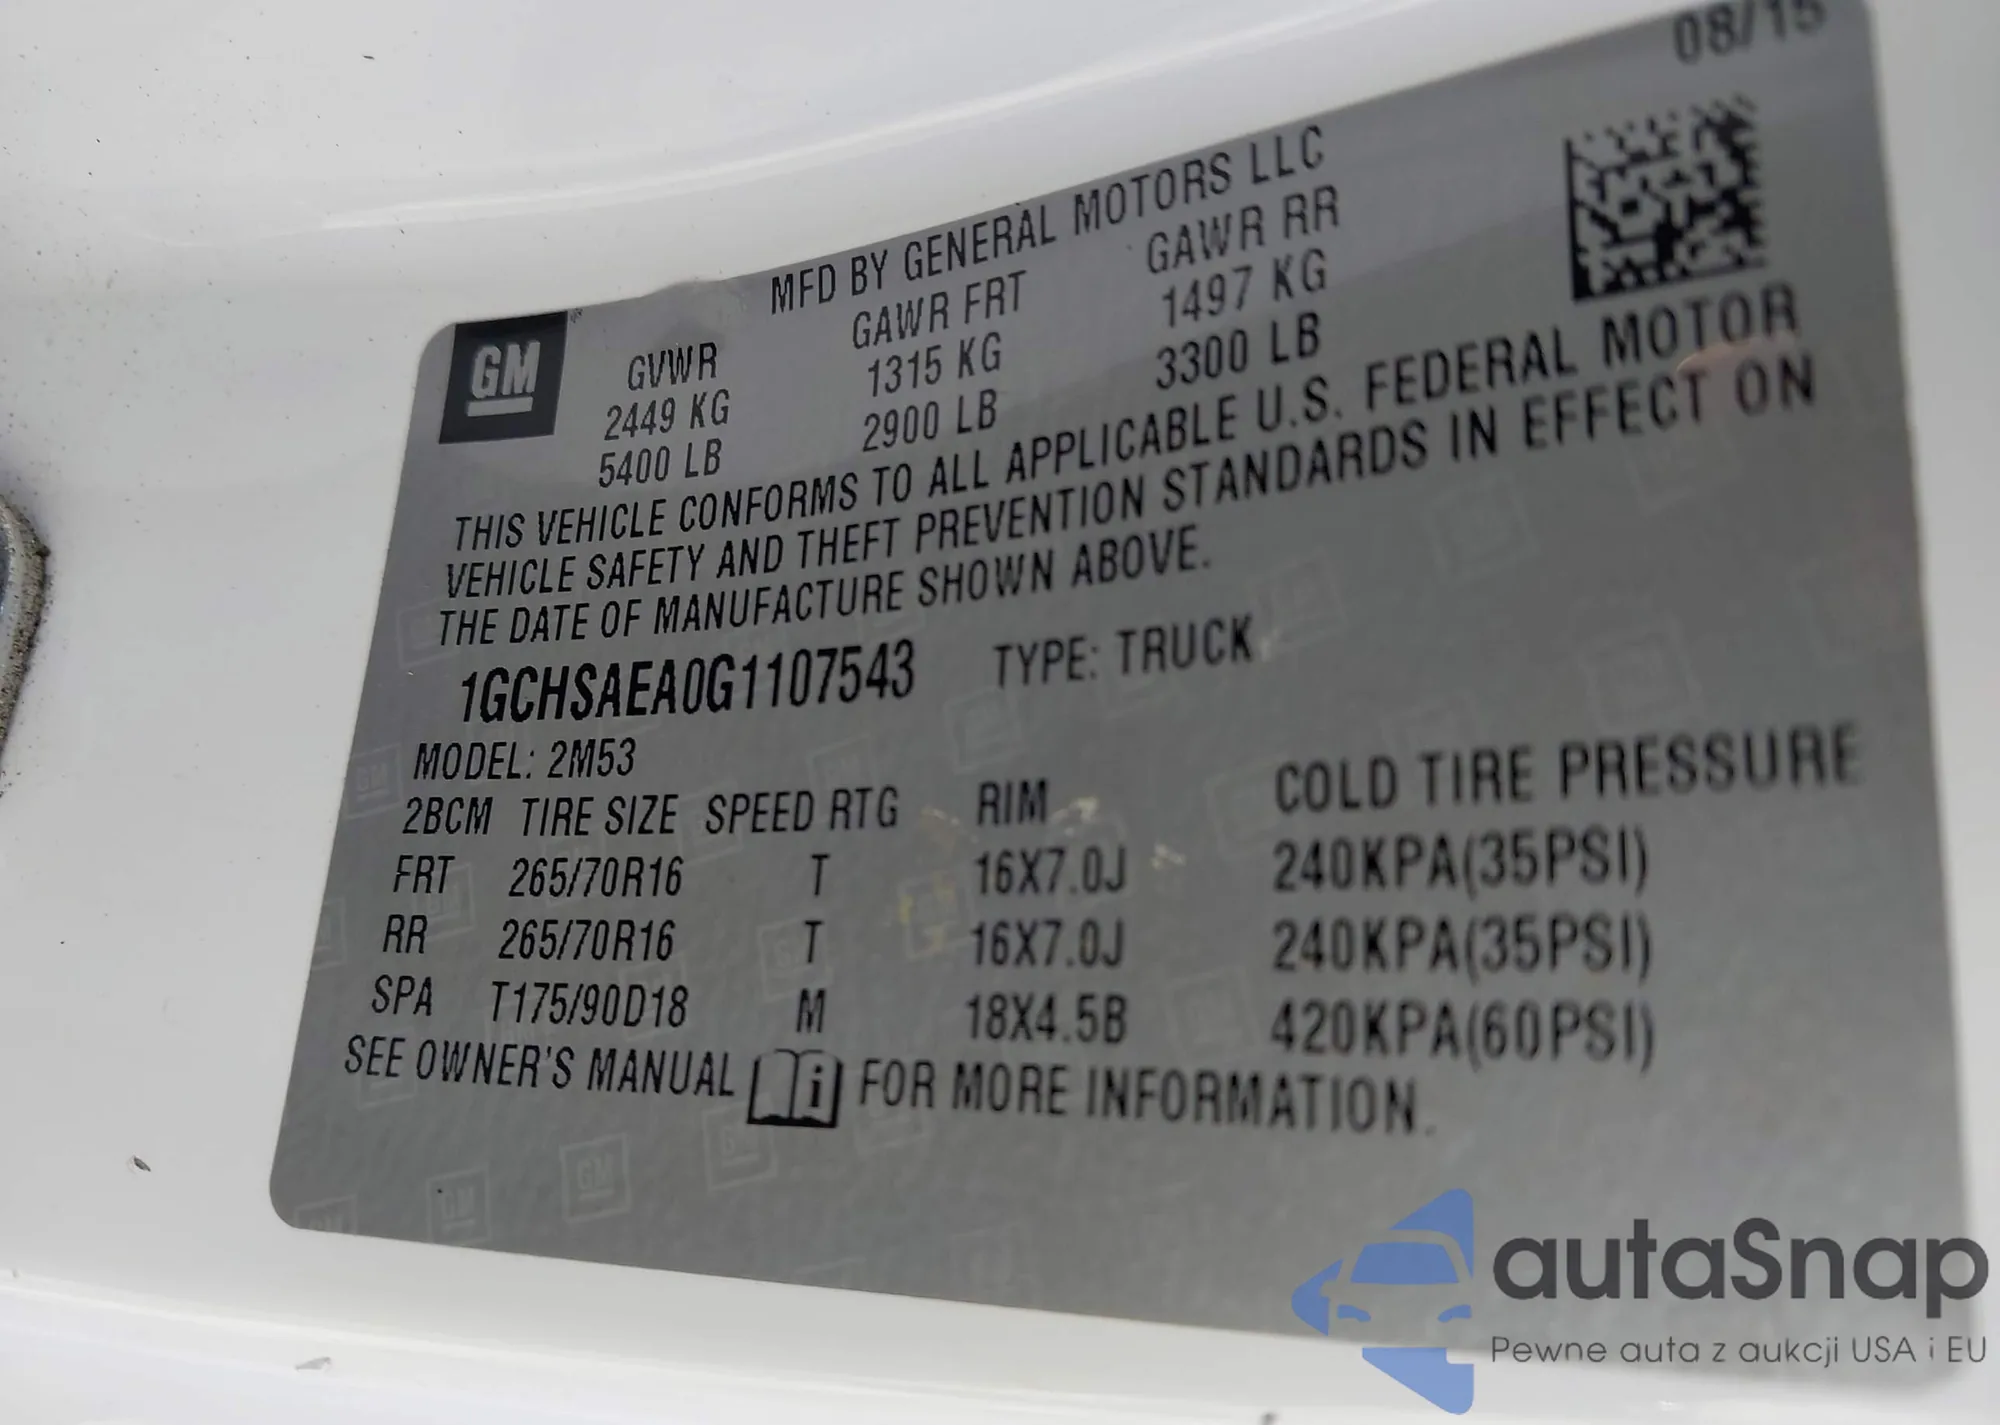 08/15
MFD BY GENERAL MOTORS LLC
GM
GVWR GAWR FRT GAWR RR
2449 KG 1315 KG 1497 KG
5400 LB 2900 LB 3300 LB
THIS VEHICLE CONFORMS TO ALL APPLICABLE U.S. FEDERAL MOTOR
VEHICLE SAFETY AND THEFT PREVENTION STANDARDS IN EFFECT ON
THE DATE OF MANUFACTURE SHOWN ABOVE.
1GCHSAEA0G1107543 TYPE: TRUCK
MODEL: 2M53
2BCM TIRE SIZE SPEED RTG RIM COLD TIRE PRESSURE
FRT 265/70R16 T 16X7.0J 240KPA(35PSI)
RR 265/70R16 T 16X7.0J 240KPA(35PSI)
SPA T175/90D18 M 18X4.5B 420KPA(60PSI)
SEE OWNER'S MANUAL i FOR MORE INFORMATION.
autaSnap
Pewne auta z aukcji USA i EU